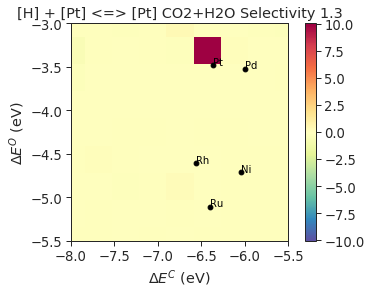 [H] + [Pt] <=> [Pt] CO2+H2O Selectivity 1.3
−3.0
−3.5
−4.0
−4.5
−5.0
−5.5
ΔE^O (eV)
Pt
Pd
Rh
Ni
Ru
−8.0 −7.5 −7.0 −6.5 −6.0 −5.5
ΔE^C (eV)
10.0
7.5
5.0
2.5
0.0
−2.5
−5.0
−7.5
−10.0